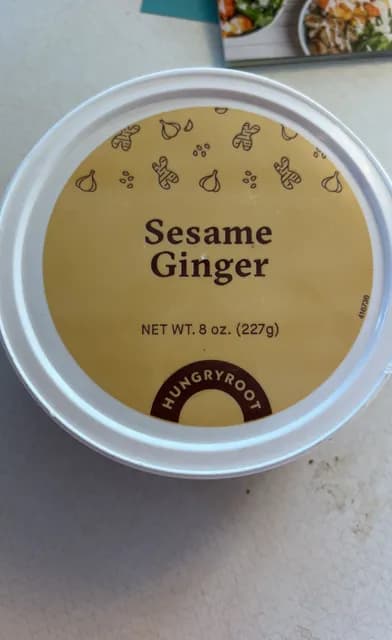 Sesame
Ginger
NET WT. 8 oz. (227g)
HUNGRYROOT